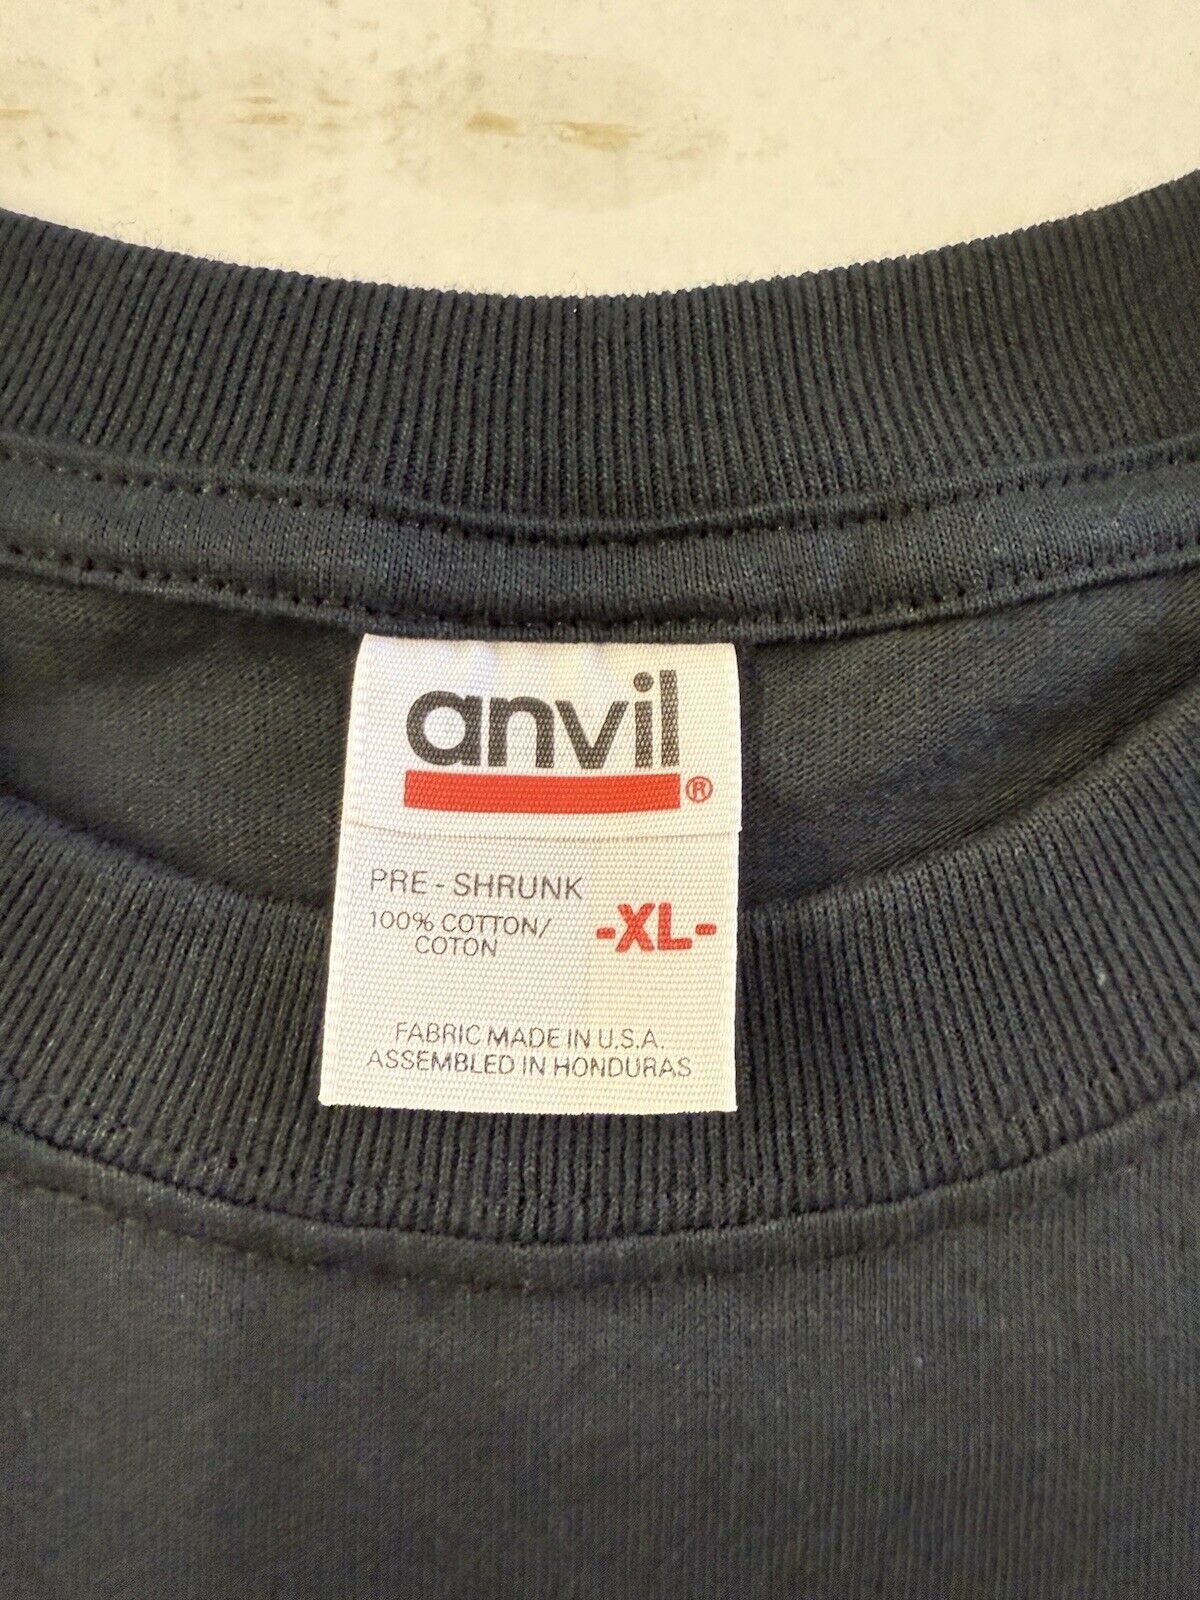 anvil®
PRE - SHRUNK
100% COTTON/
COTON
-XL-
FABRIC MADE IN U.S.A.
ASSEMBLED IN HONDURAS